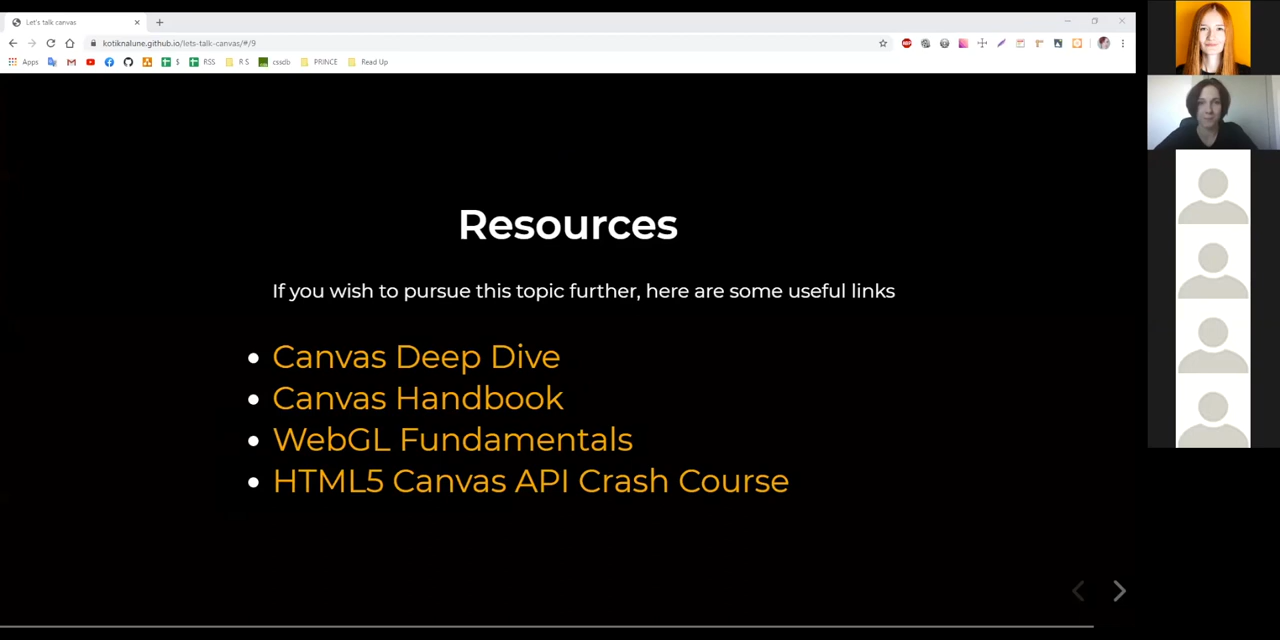 Let's talk canvas
kotiknalune.github.io/lets-talk-canvas/#/9
Apps
$
RSS
R $
cssdb
PRINCE
Read Up
Resources
If you wish to pursue this topic further, here are some useful links
Canvas Deep Dive
Canvas Handbook
WebGL Fundamentals
HTML5 Canvas API Crash Course